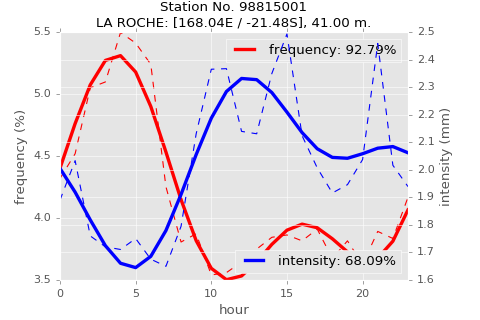 Station No. 98815001
LA ROCHE: [168.04E / -21.48S], 41.00 m.
frequency: 92.79%
intensity: 68.09%
frequency (%)
5.5
5.0
4.5
4.0
3.5
intensity (mm)
2.5
2.4
2.3
2.2
2.1
2.0
1.9
1.8
1.7
1.6
0 5 10 15 20
hour